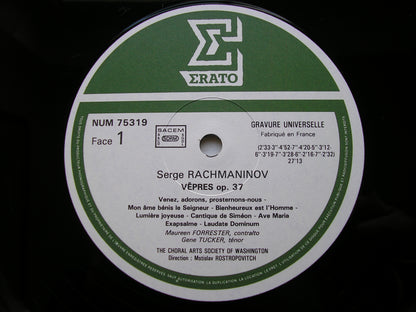 ERATO
NUM 75319
Face 1
SACEM
GRAVURE UNIVERSELLE
Fabriqué en France
(2'33-3"-4'52-7"-4'20-5"-3'12-
6"-3'19-7"-3'28-6"-2'16-7"-2'32)
27'13
Serge RACHMANINOV
VÊPRES op. 37
Venez, adorons, prosternons-nous -
Mon âme bénis le Seigneur - Bienheureux est l'Homme -
Lumière joyeuse - Cantique de Siméon - Ave Maria
Exapsalme - Laudate Dominum
Maureen FORRESTER, contralto
Gene TUCKER, ténor
THE CHORAL ARTS SOCIETY OF WASHINGTON
Direction : Mstislav ROSTROPOVITCH